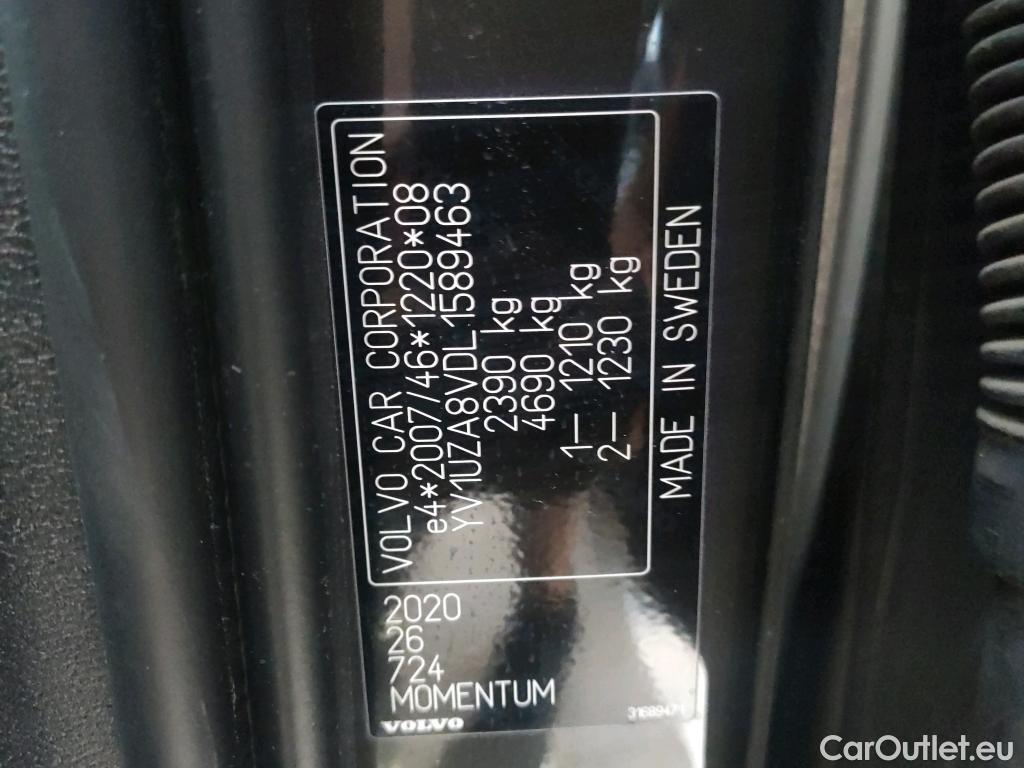 VOLVO CAR CORPORATION
e4*2007/46*1220*08
YV1UZA8VDL1589463
2390 kg
4690 kg
1— 1210 kg
2— 1230 kg
MADE IN SWEDEN
2020
26
724
MOMENTUM
VOLVO
31689471
CarOutlet.eu